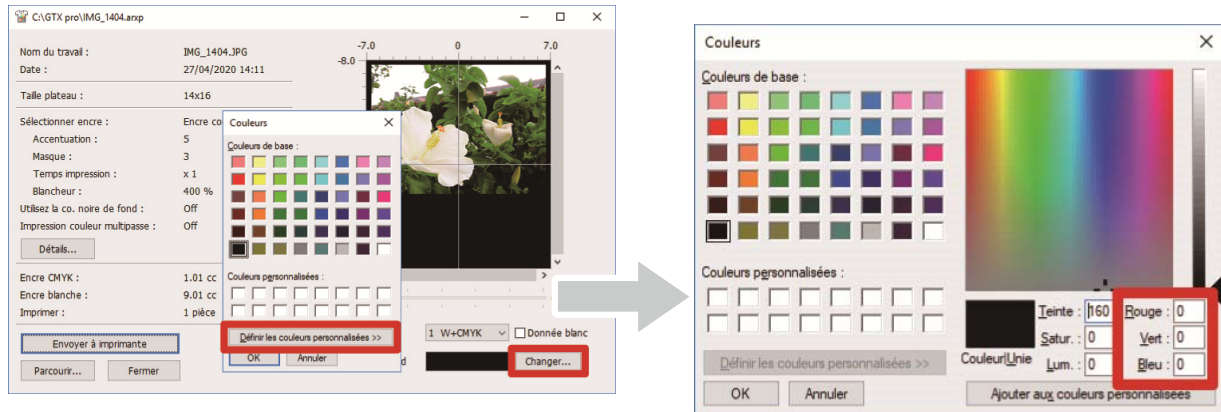 C:\GTX pro\IMG_1404.arxp
Nom du travail : IMG_1404.JPG
Date : 27/04/2020 14:11
Taille plateau : 14x16
Sélectionner encre : Encre co
Accentuation : 5
Masque : 3
Temps impression : x 1
Blancheur : 400 %
Utilisez la co. noire de fond : Off
Impression couleur multipasse : Off
Détails...
Encre CMYK : 1.01 cc
Encre blanche : 9.01 cc
Imprimer : 1 pièce
Envoyer à imprimante
Parcourir... Fermer
-7.0 0 7.0
-8.0
Couleurs
Couleurs de base :
Couleurs personnalisées :
Définir les couleurs personnalisées >>
OK Annuler
1 W+CMYK Donnée blanc
d Changer...
Couleurs
Couleurs de base :
Couleurs personnalisées :
Définir les couleurs personnalisées >>
OK Annuler
Couleur|Unie
Teinte : 160 Rouge : 0
Satur. : 0 Vert : 0
Lum. : 0 Bleu : 0
Ajouter aux couleurs personnalisées